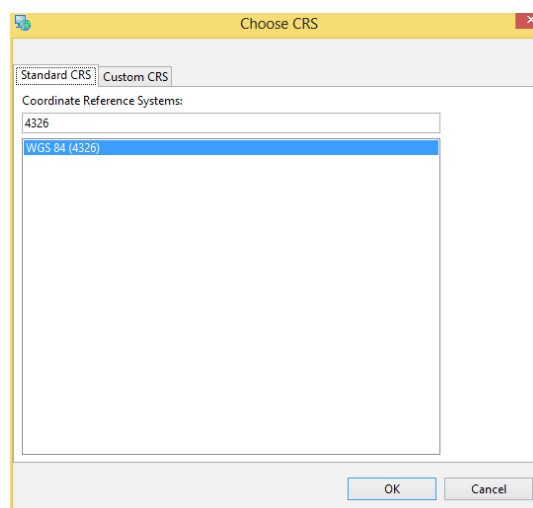 Choose CRS
Standard CRS Custom CRS
Coordinate Reference Systems:
4326
WGS 84 (4326)
OK Cancel